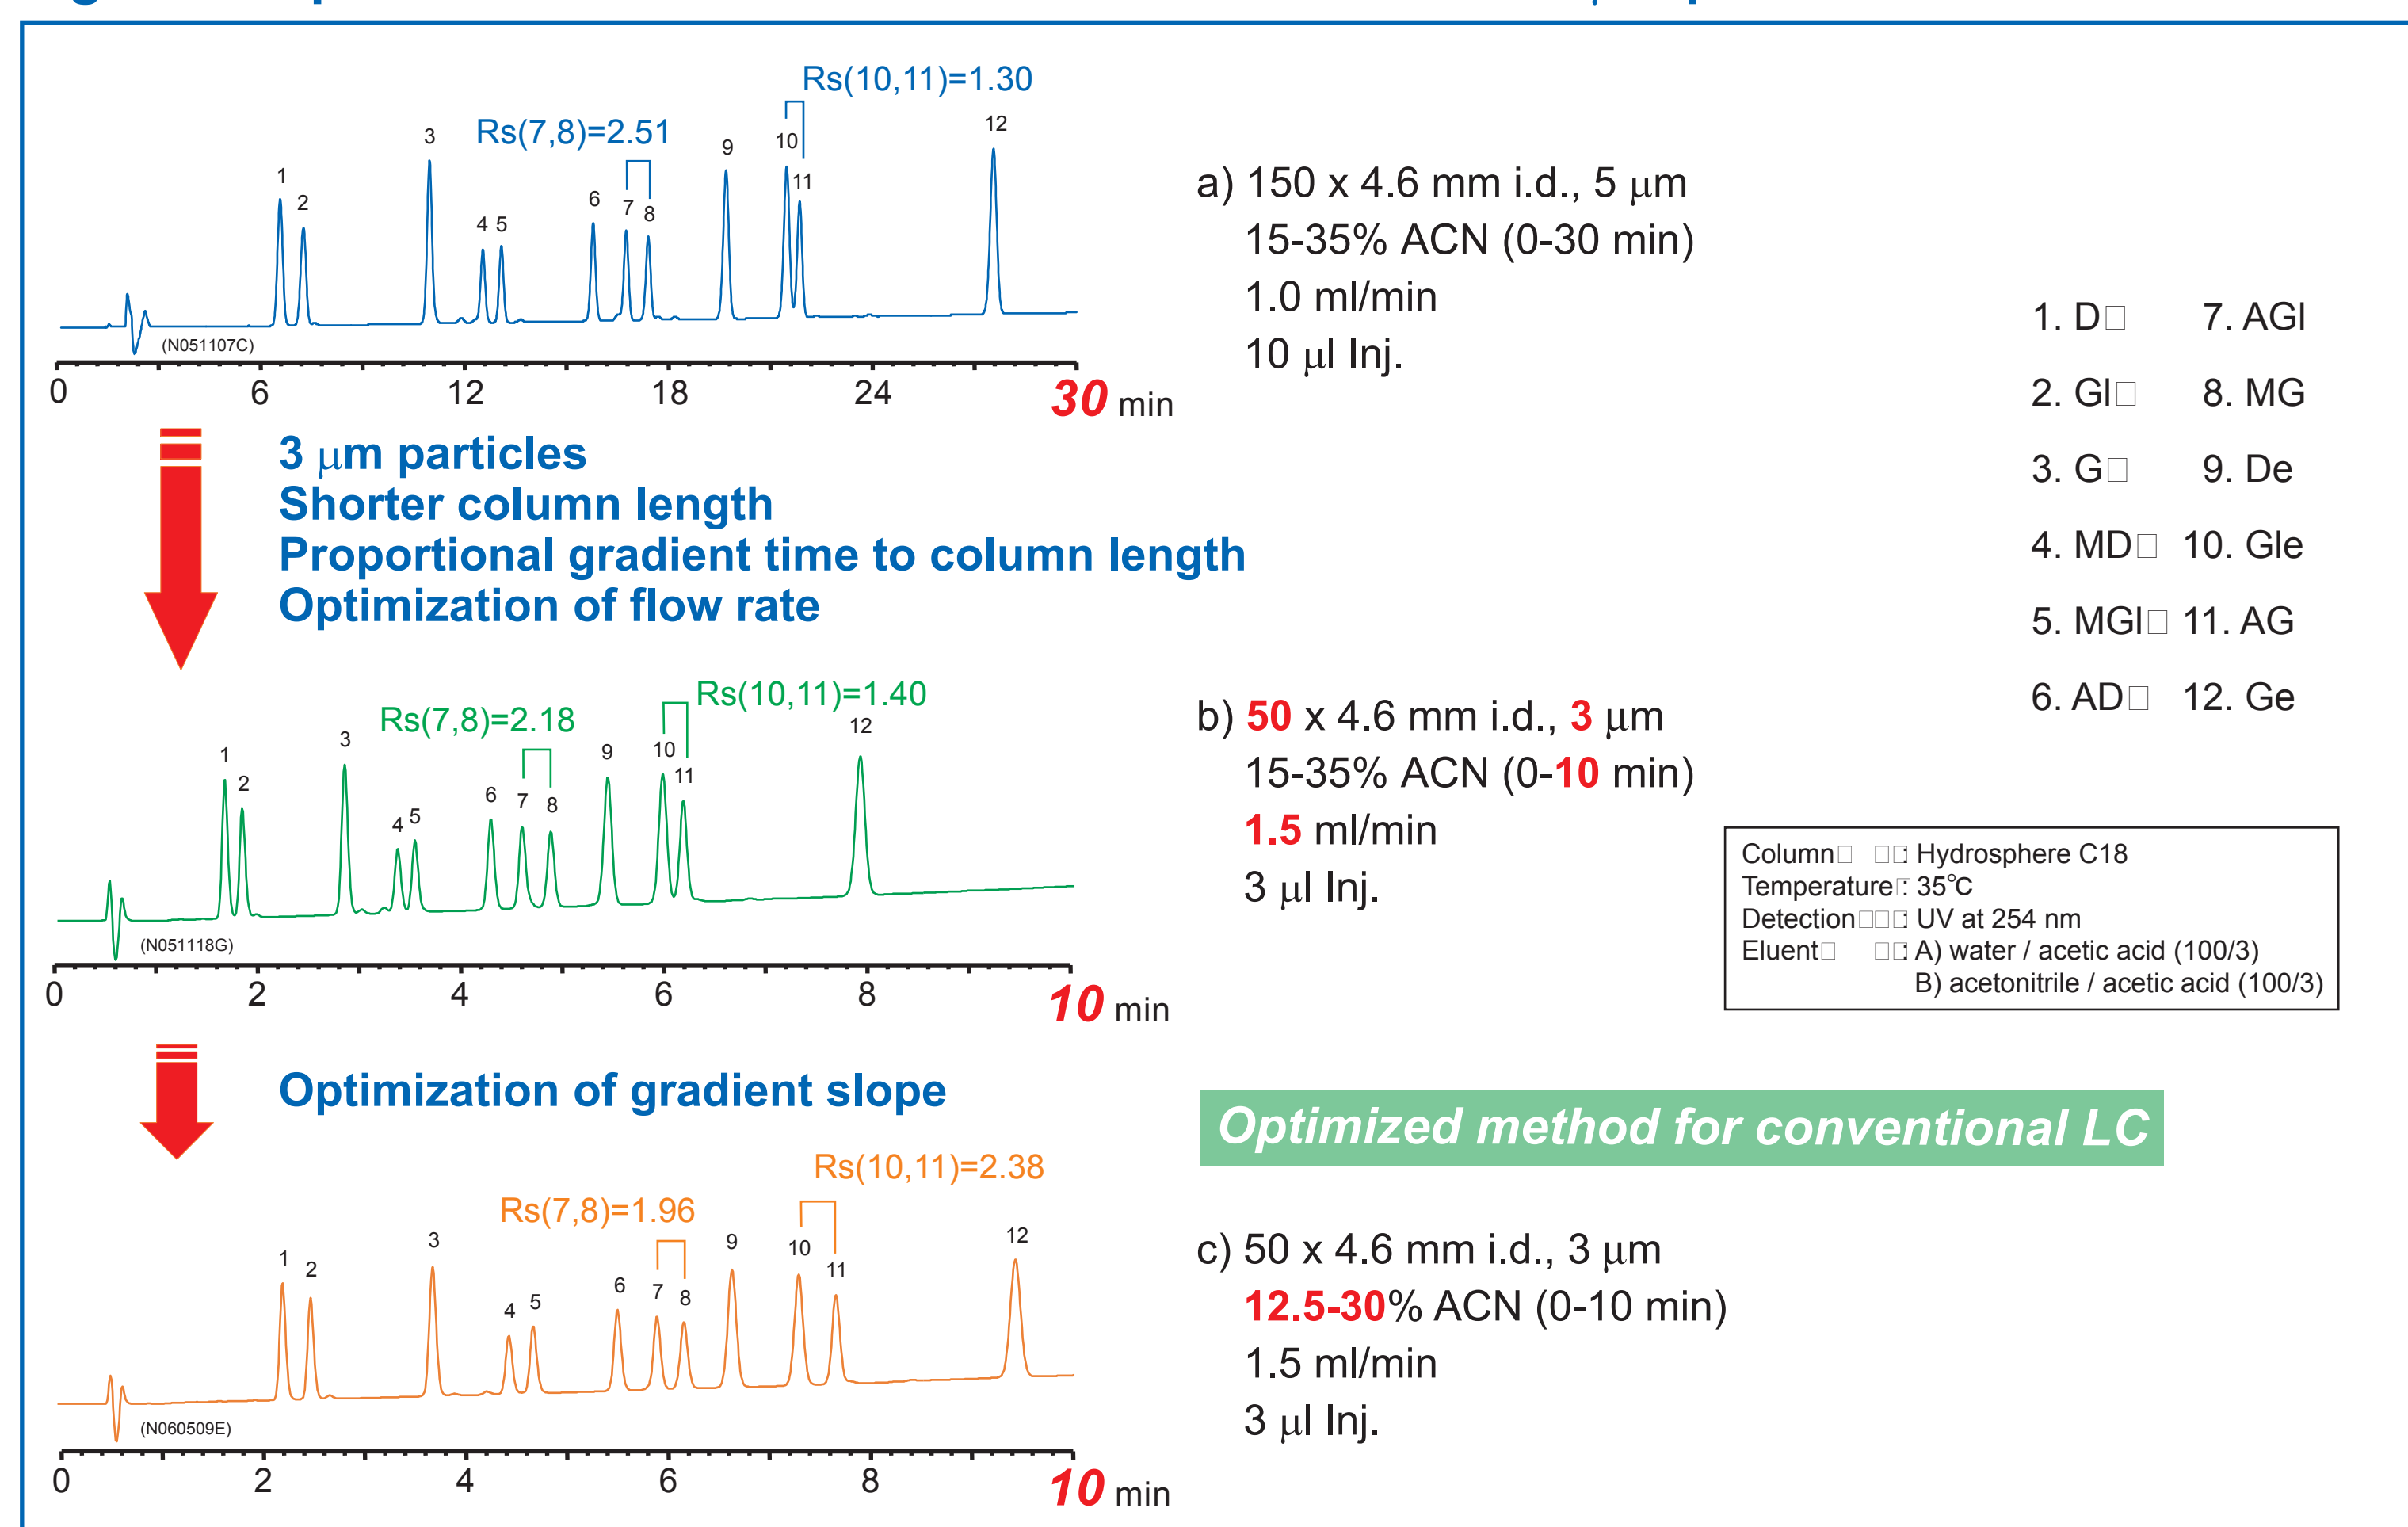 Rs(10,11)=1.30
Rs(7,8)=2.51
1 2 3 4 5 6 7 8 9 10 11 12
(N051107C)
0 6 12 18 24 30 min
a) 150 x 4.6 mm i.d., 5 μm
15-35% ACN (0-30 min)
1.0 ml/min
10 μl Inj.
3 μm particles
Shorter column length
Proportional gradient time to column length
Optimization of flow rate
1. D□ 7. AGl
2. Gl□ 8. MG
3. G□ 9. De
4. MD□ 10. Gle
5. MGl□ 11. AG
6. AD□ 12. Ge
Rs(10,11)=1.40
Rs(7,8)=2.18
1 2 3 4 5 6 7 8 9 10 11 12
(N051118G)
0 2 4 6 8 10 min
b) 50 x 4.6 mm i.d., 3 μm
15-35% ACN (0-10 min)
1.5 ml/min
3 μl Inj.
Column□ □□: Hydrosphere C18
Temperature□: 35°C
Detection□□□: UV at 254 nm
Eluent□ □□: A) water / acetic acid (100/3)
B) acetonitrile / acetic acid (100/3)
Optimization of gradient slope
Optimized method for conventional LC
Rs(10,11)=2.38
Rs(7,8)=1.96
1 2 3 4 5 6 7 8 9 10 11 12
(N060509E)
0 2 4 6 8 10 min
c) 50 x 4.6 mm i.d., 3 μm
12.5-30% ACN (0-10 min)
1.5 ml/min
3 μl Inj.